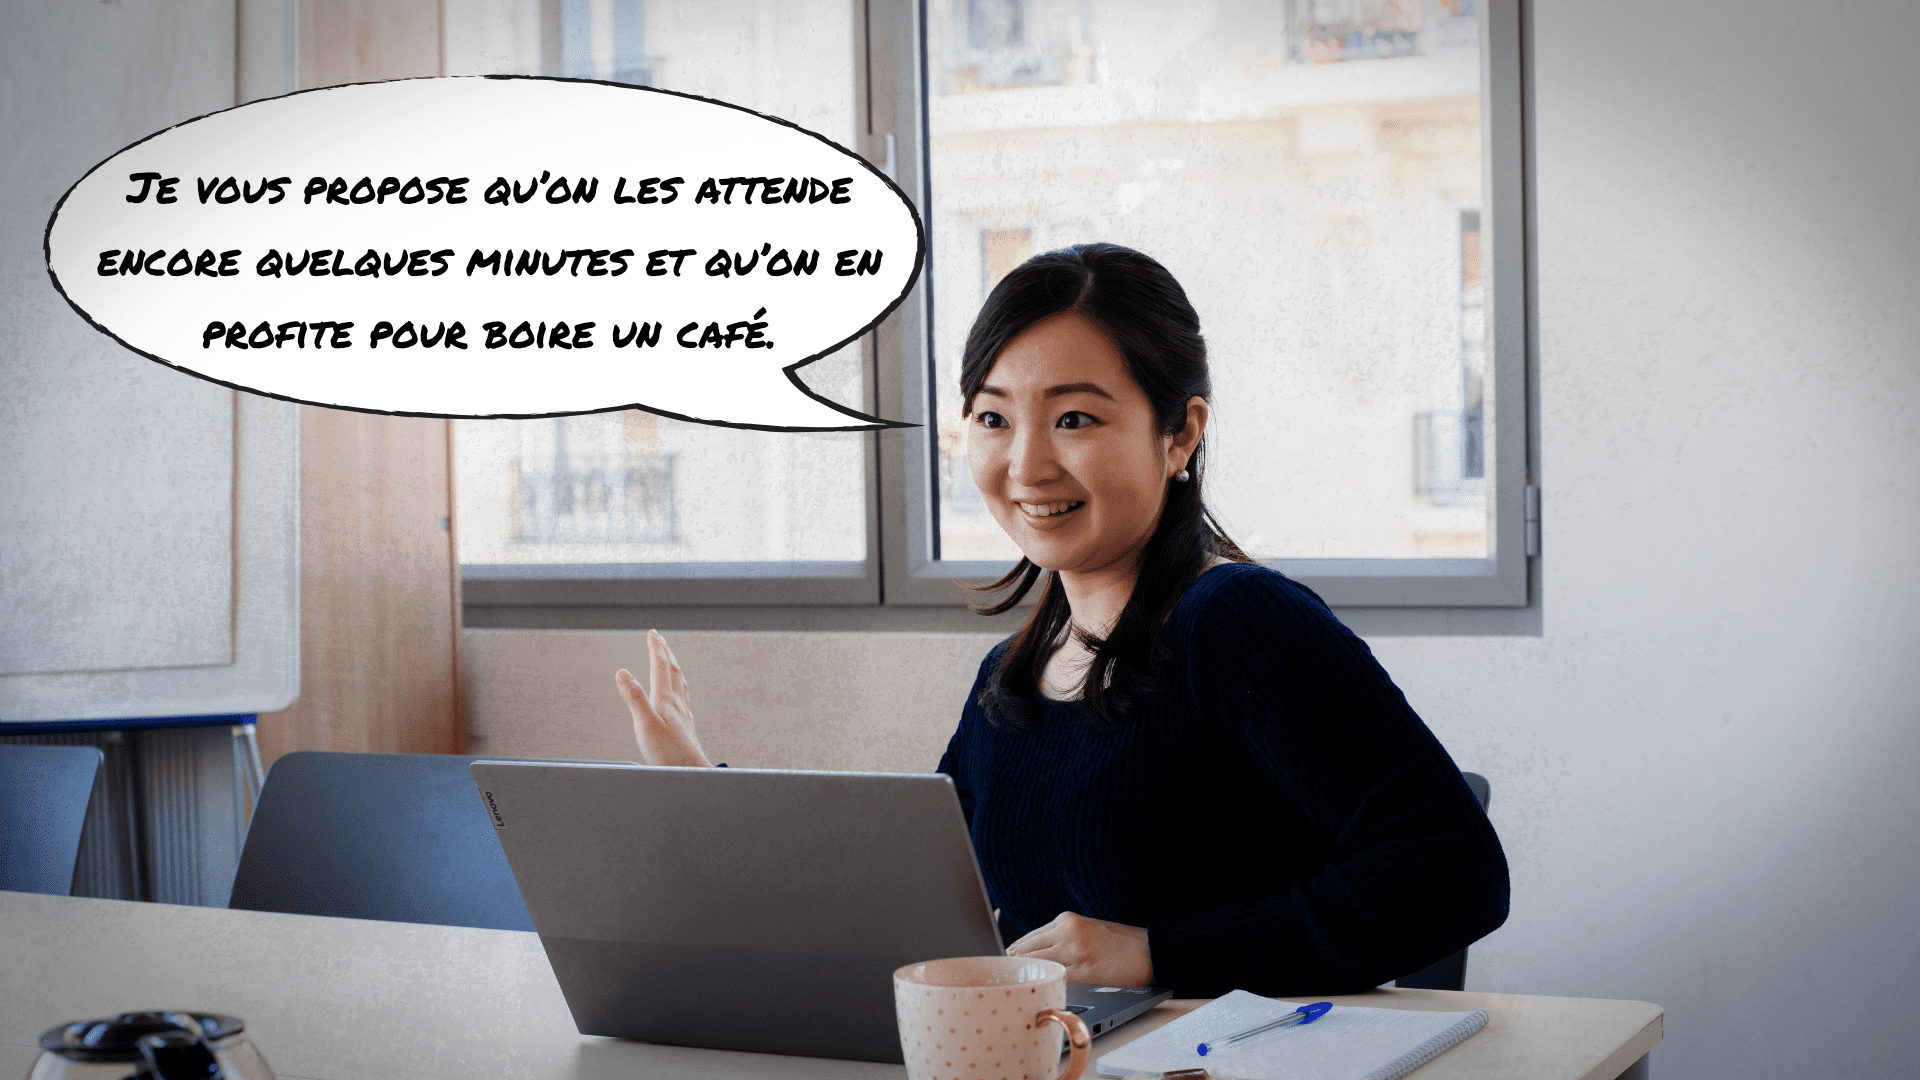 Je vous propose qu'on les attende
encore quelques minutes et qu'on en
profite pour boire un café.
Lenovo